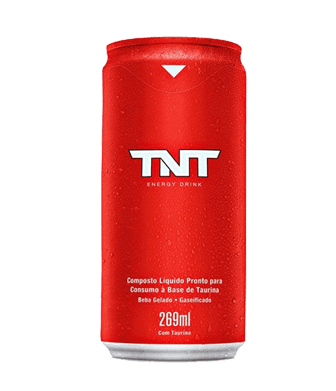 TNT
ENERGY DRINK
Composto Líquido Pronto para
Consumo à Base de Taurina
Beba Gelado • Gaseificado
269ml
Com Taurina